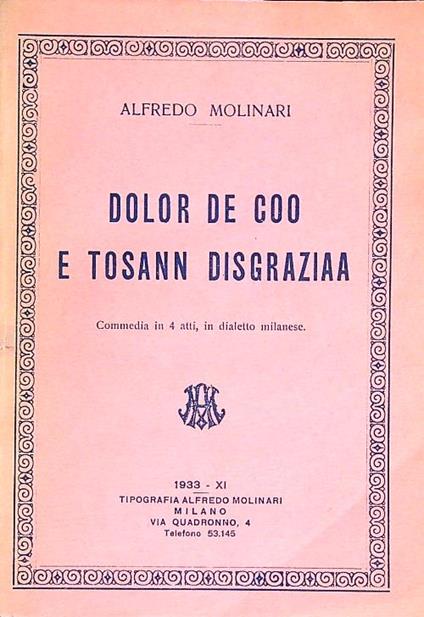 ALFREDO MOLINARI
DOLOR DE COO
E TOSANN DISGRAZIAA
Commedia in 4 atti, in dialetto milanese.
AM
1933 - XI
TIPOGRAFIA ALFREDO MOLINARI
MILANO
VIA QUADRONNO, 4
Telefono 53.145